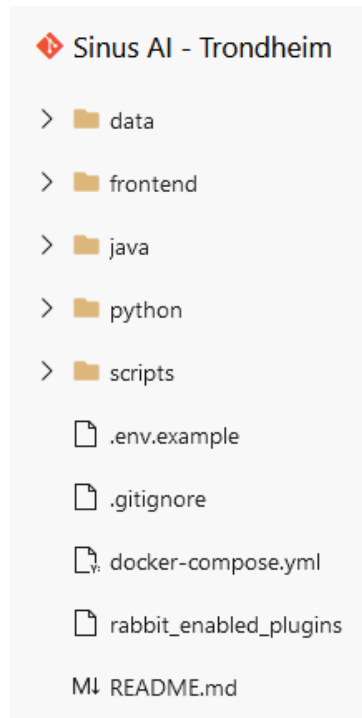 Sinus AI - Trondheim
data
frontend
java
python
scripts
.env.example
.gitignore
docker-compose.yml
rabbit_enabled_plugins
M↓ README.md